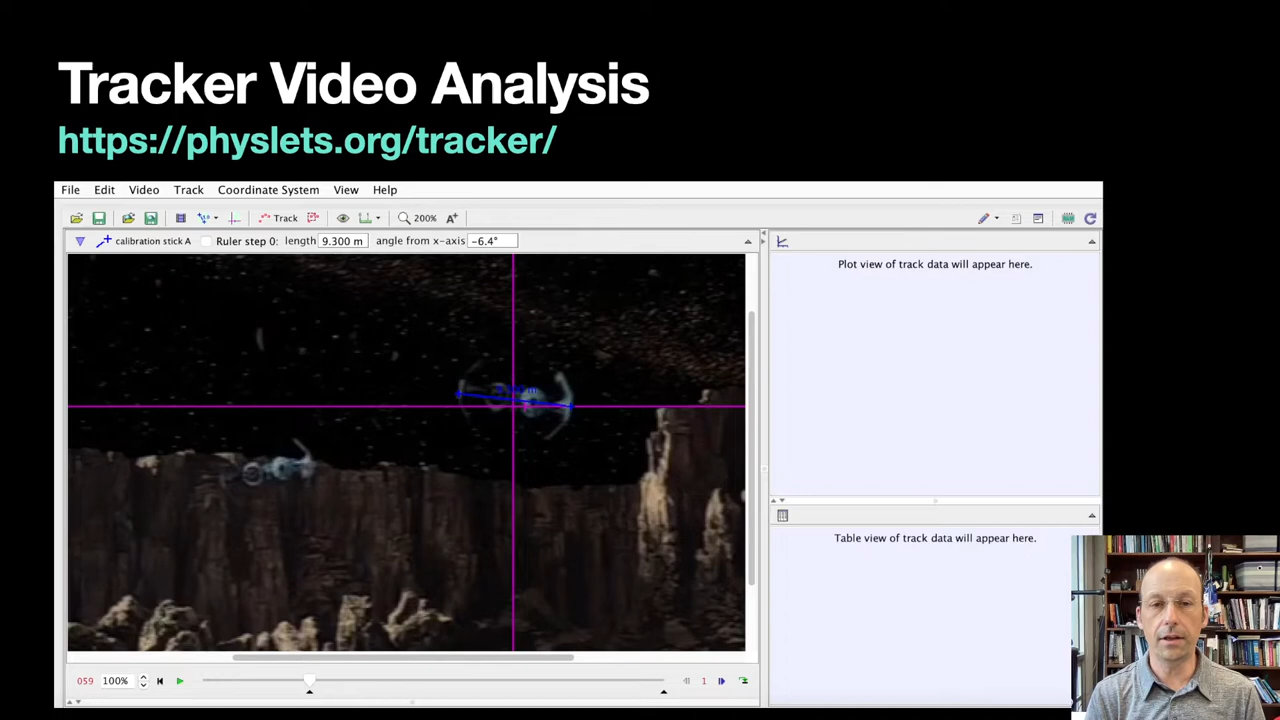 Tracker Video Analysis
https://physlets.org/tracker/
File Edit Video Track Coordinate System View Help
Track 200% A+
calibration stick A Ruler step 0: length 9.300 m angle from x-axis -6.4°
Plot view of track data will appear here.
Table view of track data will appear here.
059 100% 1